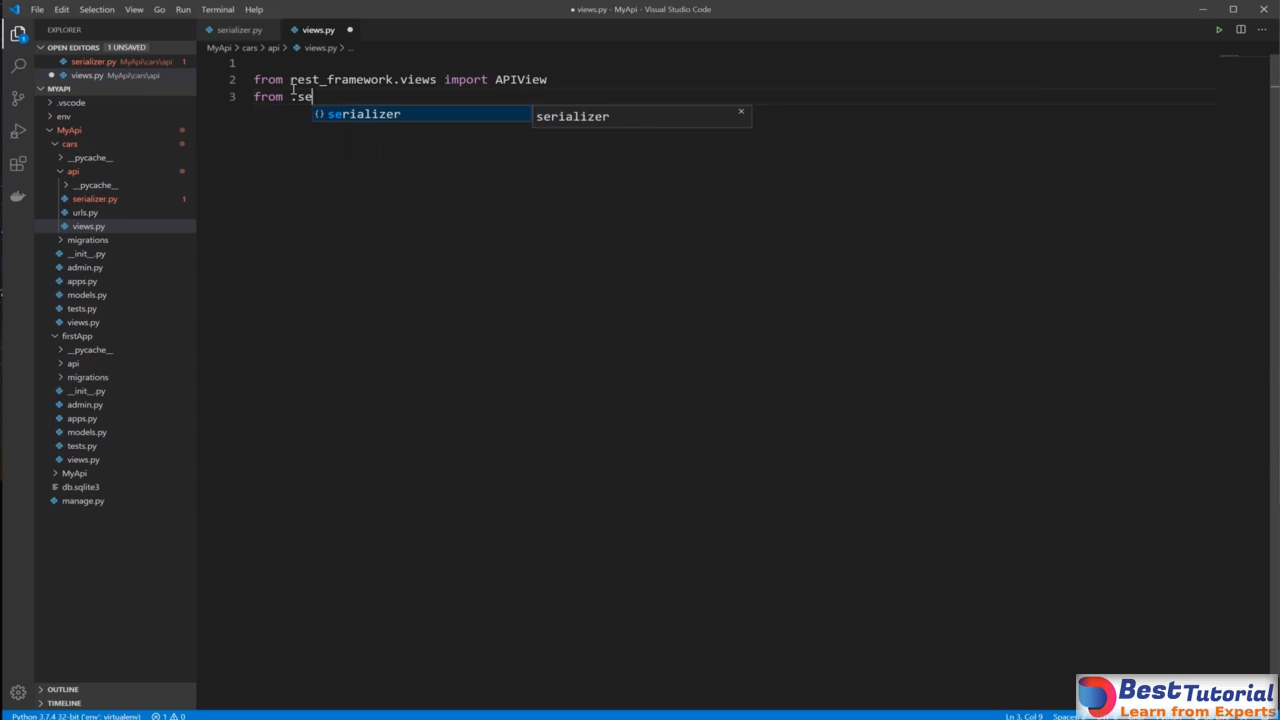 File Edit Selection View Go Run Terminal Help
● views.py - MyApi - Visual Studio Code
EXPLORER
serializer.py
views.py
OPEN EDITORS 1 UNSAVED
serializer.py MyApi\cars\api 1
views.py MyApi\cars\api
MYAPI
.vscode
env
MyApi
cars
__pycache__
api
__pycache__
serializer.py 1
urls.py
views.py
migrations
__init__.py
admin.py
apps.py
models.py
tests.py
views.py
firstApp
__pycache__
api
migrations
__init__.py
admin.py
apps.py
models.py
tests.py
views.py
MyApi
db.sqlite3
manage.py
OUTLINE
TIMELINE
MyApi > cars > api > views.py > ...
1
2 from rest_framework.views import APIView
3 from .se
serializer
serializer
Python 3.7.4 32-bit ('env': virtualenv) 1 0
Ln 3, Col 9
BestTutorial
Learn from Experts